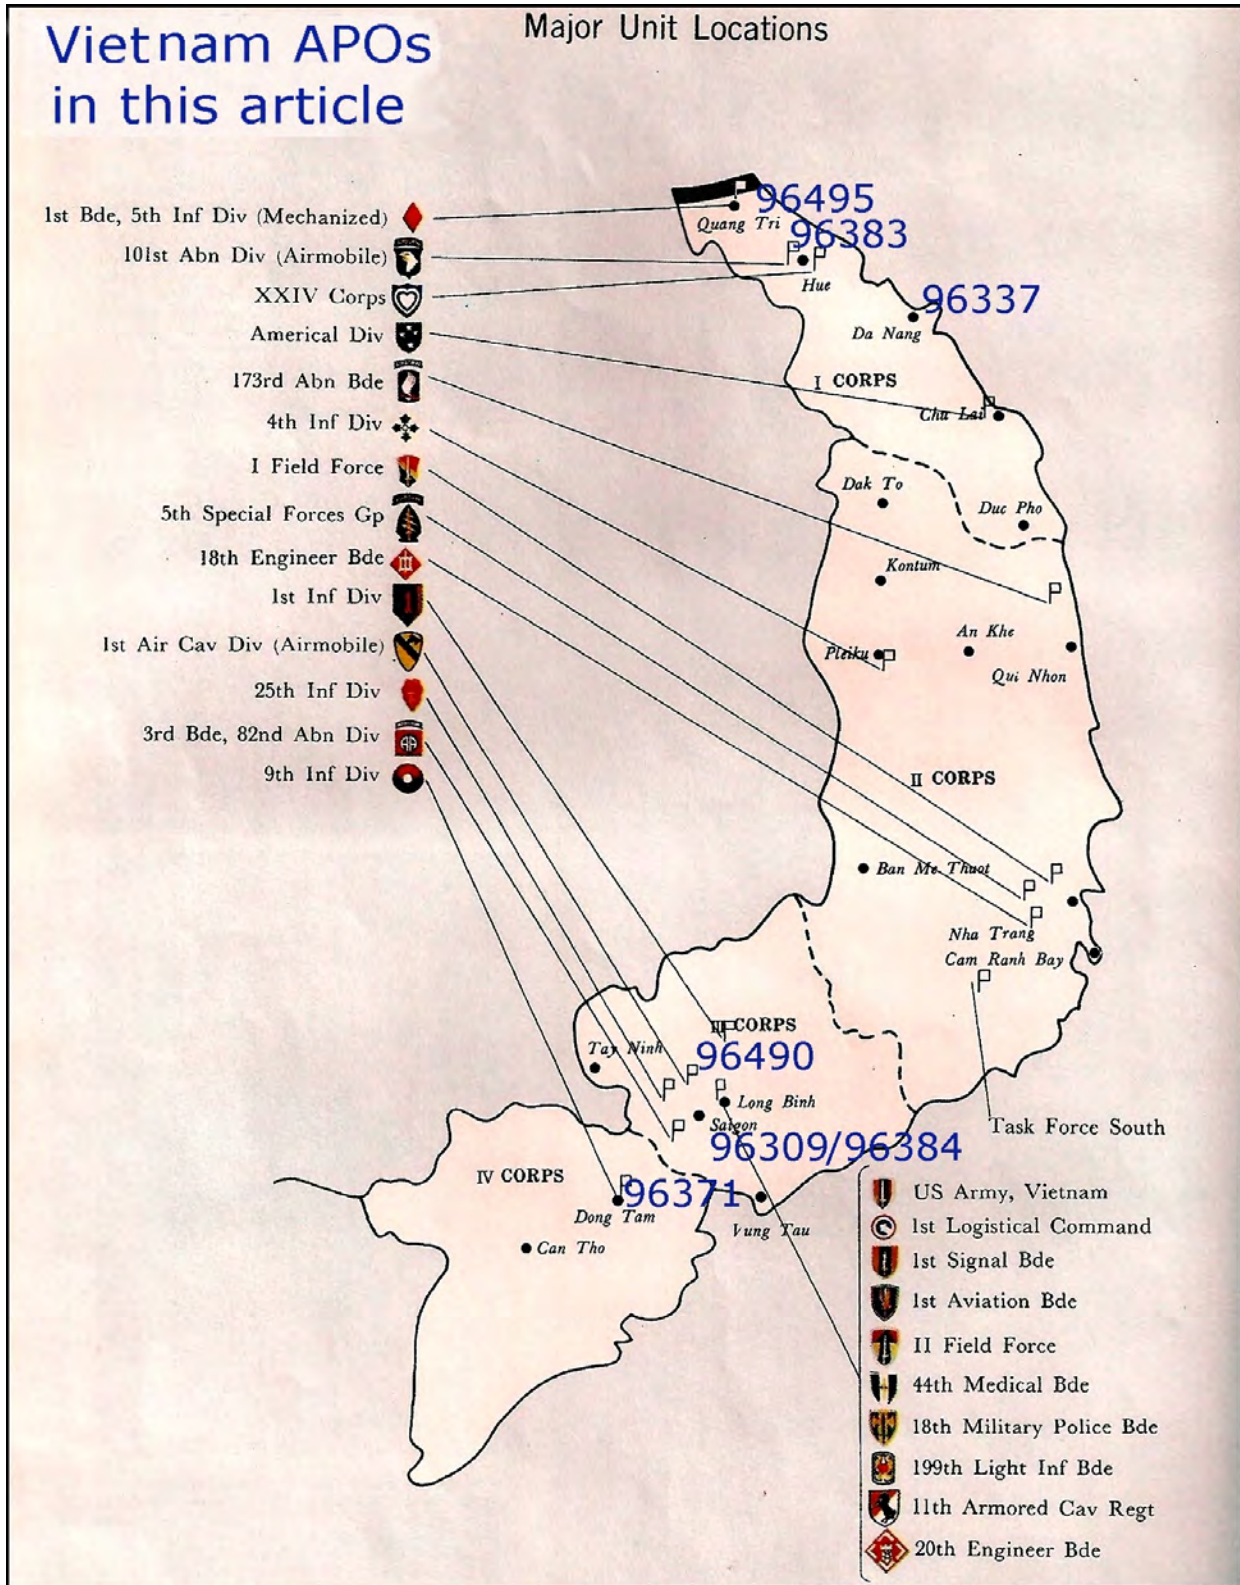 Vietnam APOs
in this article
Major Unit Locations
1st Bde, 5th Inf Div (Mechanized)
101st Abn Div (Airmobile)
XXIV Corps
Americal Div
173rd Abn Bde
4th Inf Div
I Field Force
5th Special Forces Gp
18th Engineer Bde
1st Inf Div
1st Air Cav Div (Airmobile)
25th Inf Div
3rd Bde, 82nd Abn Div
9th Inf Div
96495
Quang Tri
96383
Hue
96337
Da Nang
I CORPS
Chu Lai
Dak To
Duc Pho
Kontum
An Khe
Pleiku
Qui Nhon
II CORPS
Ban Me Thuot
Nha Trang
Cam Ranh Bay
III CORPS
Tay Ninh
96490
Long Binh
Saigon
Task Force South
96309/96384
IV CORPS
96371
Dong Tam
Vung Tau
Can Tho
US Army, Vietnam
1st Logistical Command
1st Signal Bde
1st Aviation Bde
II Field Force
44th Medical Bde
18th Military Police Bde
199th Light Inf Bde
11th Armored Cav Regt
20th Engineer Bde